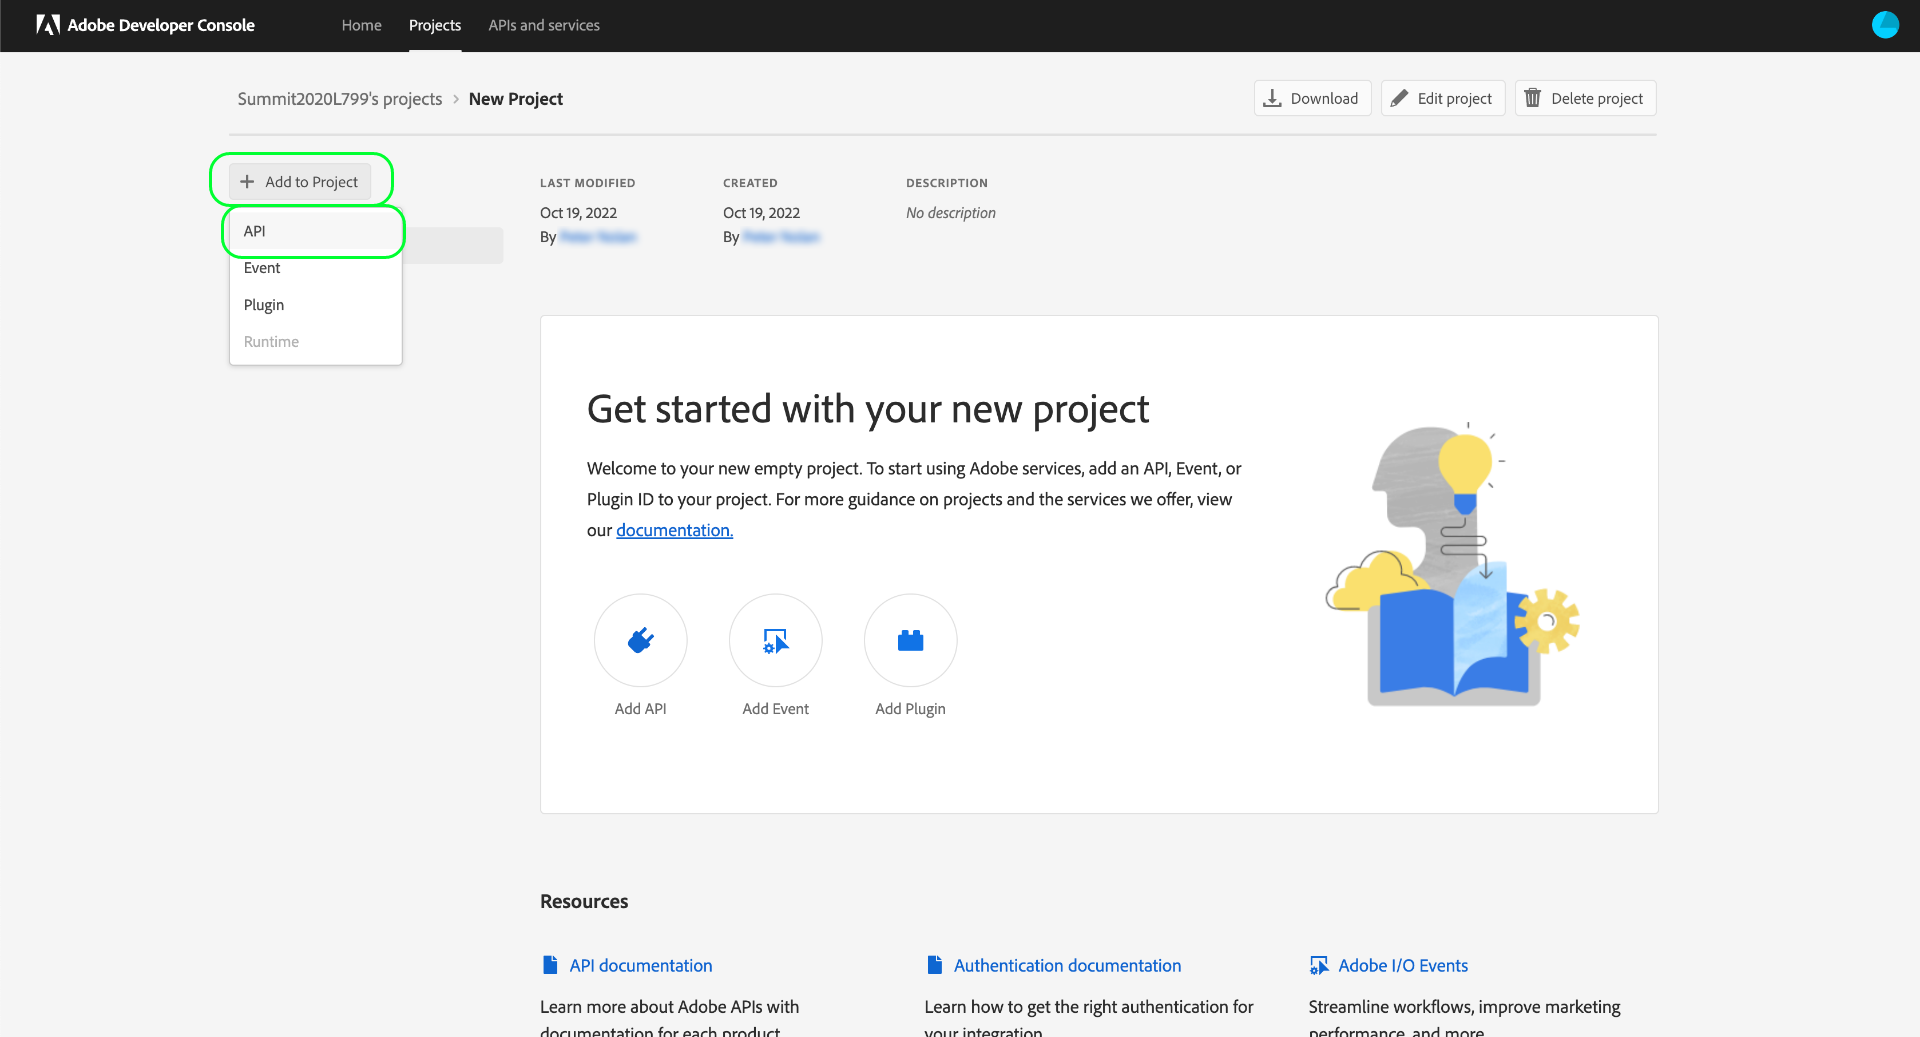 Adobe Developer Console
Home
Projects
APIs and services
Summit2020L799's projects
New Project
Download
Edit project
Delete project
Add to Project
API
Event
Plugin
Runtime
LAST MODIFIED
Oct 19, 2022
By
CREATED
Oct 19, 2022
By
DESCRIPTION
No description
Get started with your new project
Welcome to your new empty project. To start using Adobe services, add an API, Event, or
Plugin ID to your project. For more guidance on projects and the services we offer, view
our documentation.
Add API
Add Event
Add Plugin
Resources
API documentation
Learn more about Adobe APIs with
documentation for each product
Authentication documentation
Learn how to get the right authentication for
your integration
Adobe I/O Events
Streamline workflows, improve marketing
performance, and more